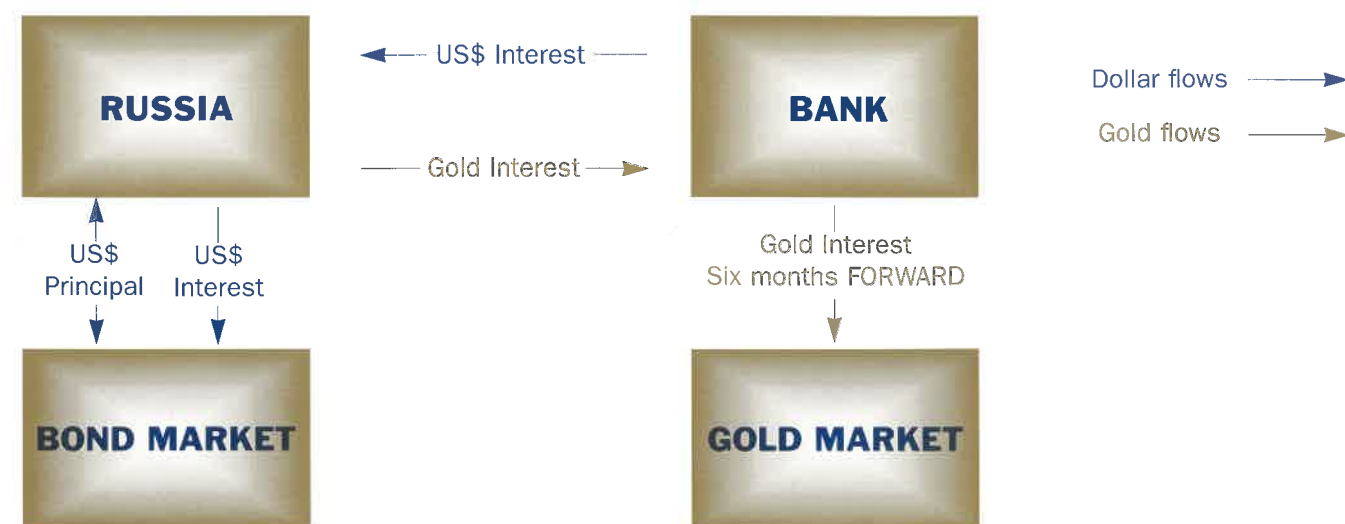 RUSSIA
US$ Interest
BANK
Dollar flows
Gold flows
Gold Interest
US$
Principal
US$
Interest
Gold Interest
Six months FORWARD
BOND MARKET
GOLD MARKET